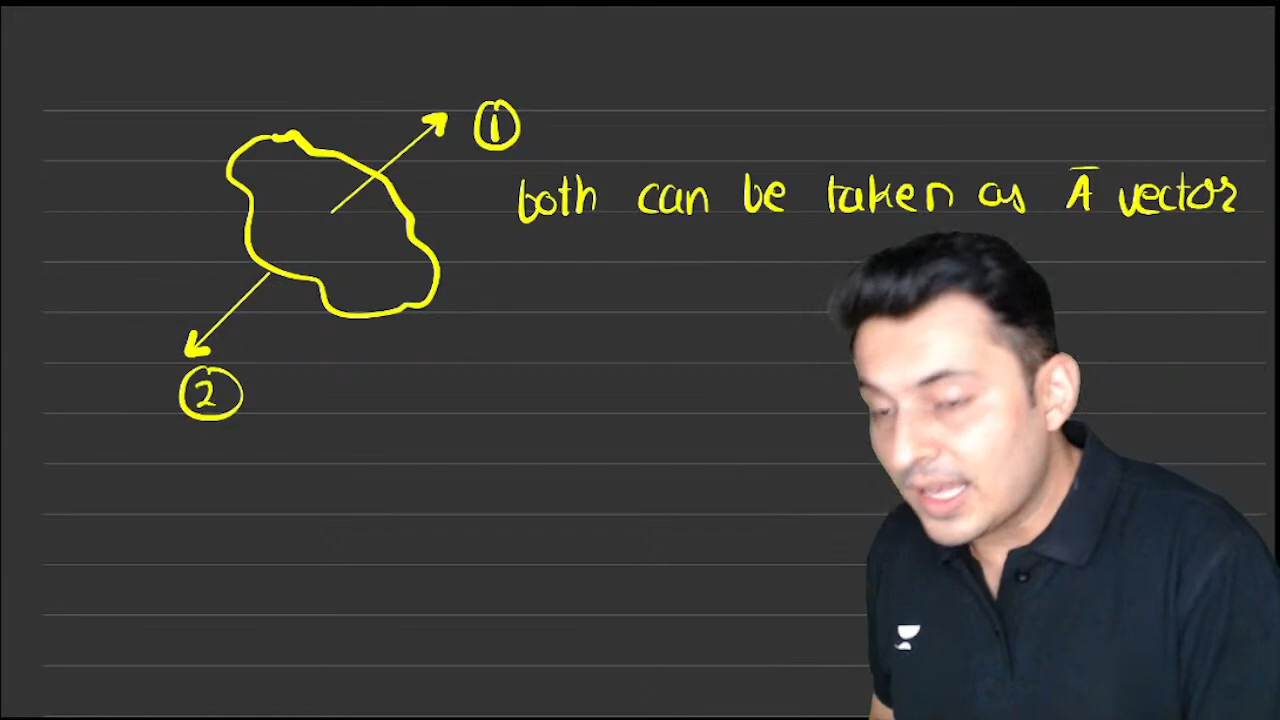 ①
both can be taken as A̅ vector
②